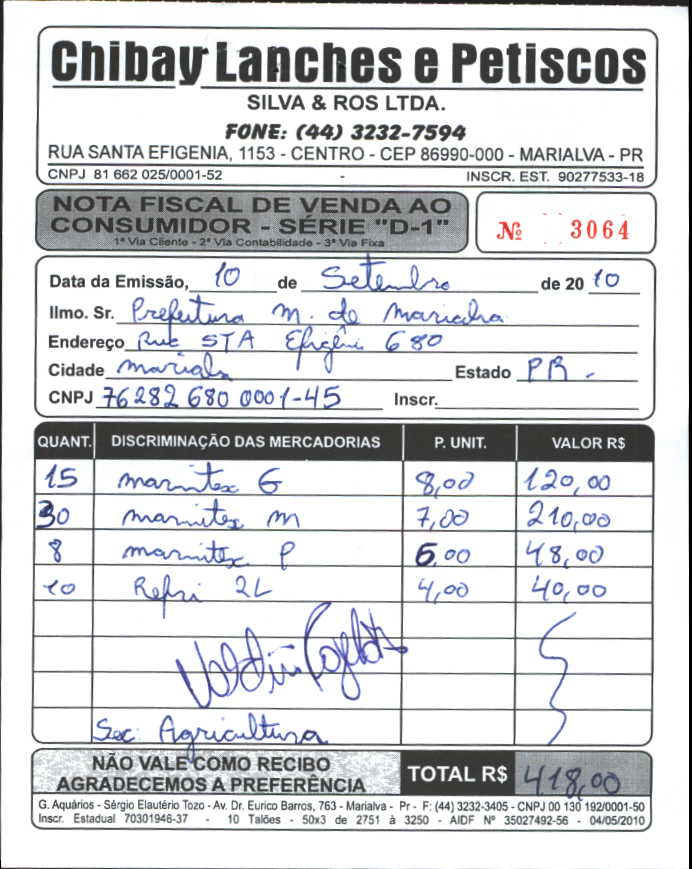 Chibay Lanches e Petiscos
SILVA & ROS LTDA.
FONE: (44) 3232-7594
RUA SANTA EFIGENIA, 1153 - CENTRO - CEP 86990-000 - MARIALVA - PR
CNPJ 81 662 025/0001-52 - INSCR. EST. 90277533-18
NOTA FISCAL DE VENDA AO
CONSUMIDOR - SÉRIE "D-1"
1ª Via Cliente - 2ª Via Contabilidade - 3ª Via Fixa
Nº 3064
Data da Emissão, 10 de Setembro de 20 10
Ilmo. Sr. Prefeitura M. de Marialva
Endereço Rua STA Efigênia 680
Cidade Marialva Estado PR.
CNPJ 76282 680 0001-45 Inscr.
QUANT. DISCRIMINAÇÃO DAS MERCADORIAS P. UNIT. VALOR R$
15 marmitex G 8,00 120,00
30 marmitex M 7,00 210,00
8 marmitex P 6,00 48,00
10 Refri 2L 4,00 40,00
Sec. Agricultura
NÃO VALE COMO RECIBO
AGRADECEMOS A PREFERÊNCIA
TOTAL R$ 418,00
G. Aquários - Sérgio Elautério Tozo - Av. Dr. Eurico Barros, 763 - Marialva - Pr - F: (44) 3232-3405 - CNPJ 00 130 192/0001-50
Inscr. Estadual 70301946-37 - 10 Talões - 50x3 de 2751 à 3250 - AIDF Nº 35027492-56 - 04/05/2010